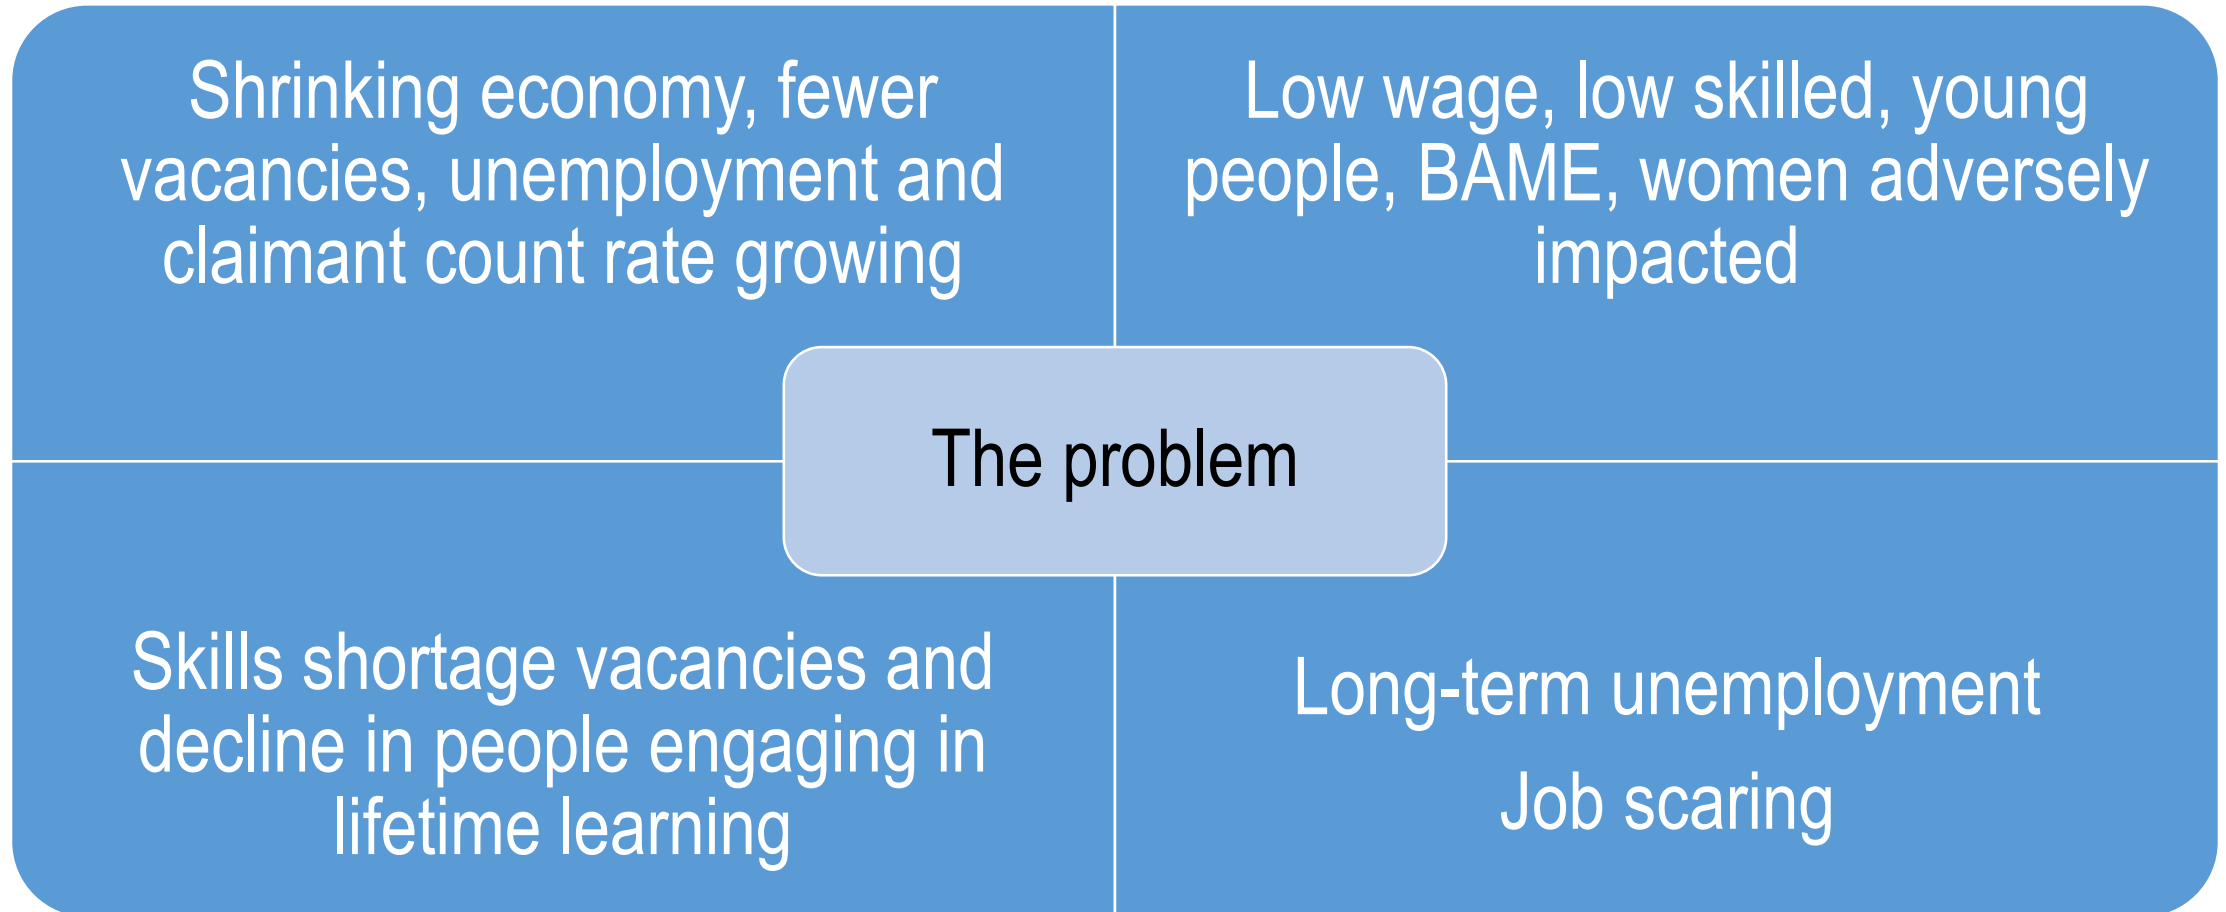 Shrinking economy, fewer
vacancies, unemployment and
claimant count rate growing
Low wage, low skilled, young
people, BAME, women adversely
impacted
The problem
Skills shortage vacancies and
decline in people engaging in
lifetime learning
Long-term unemployment
Job scaring